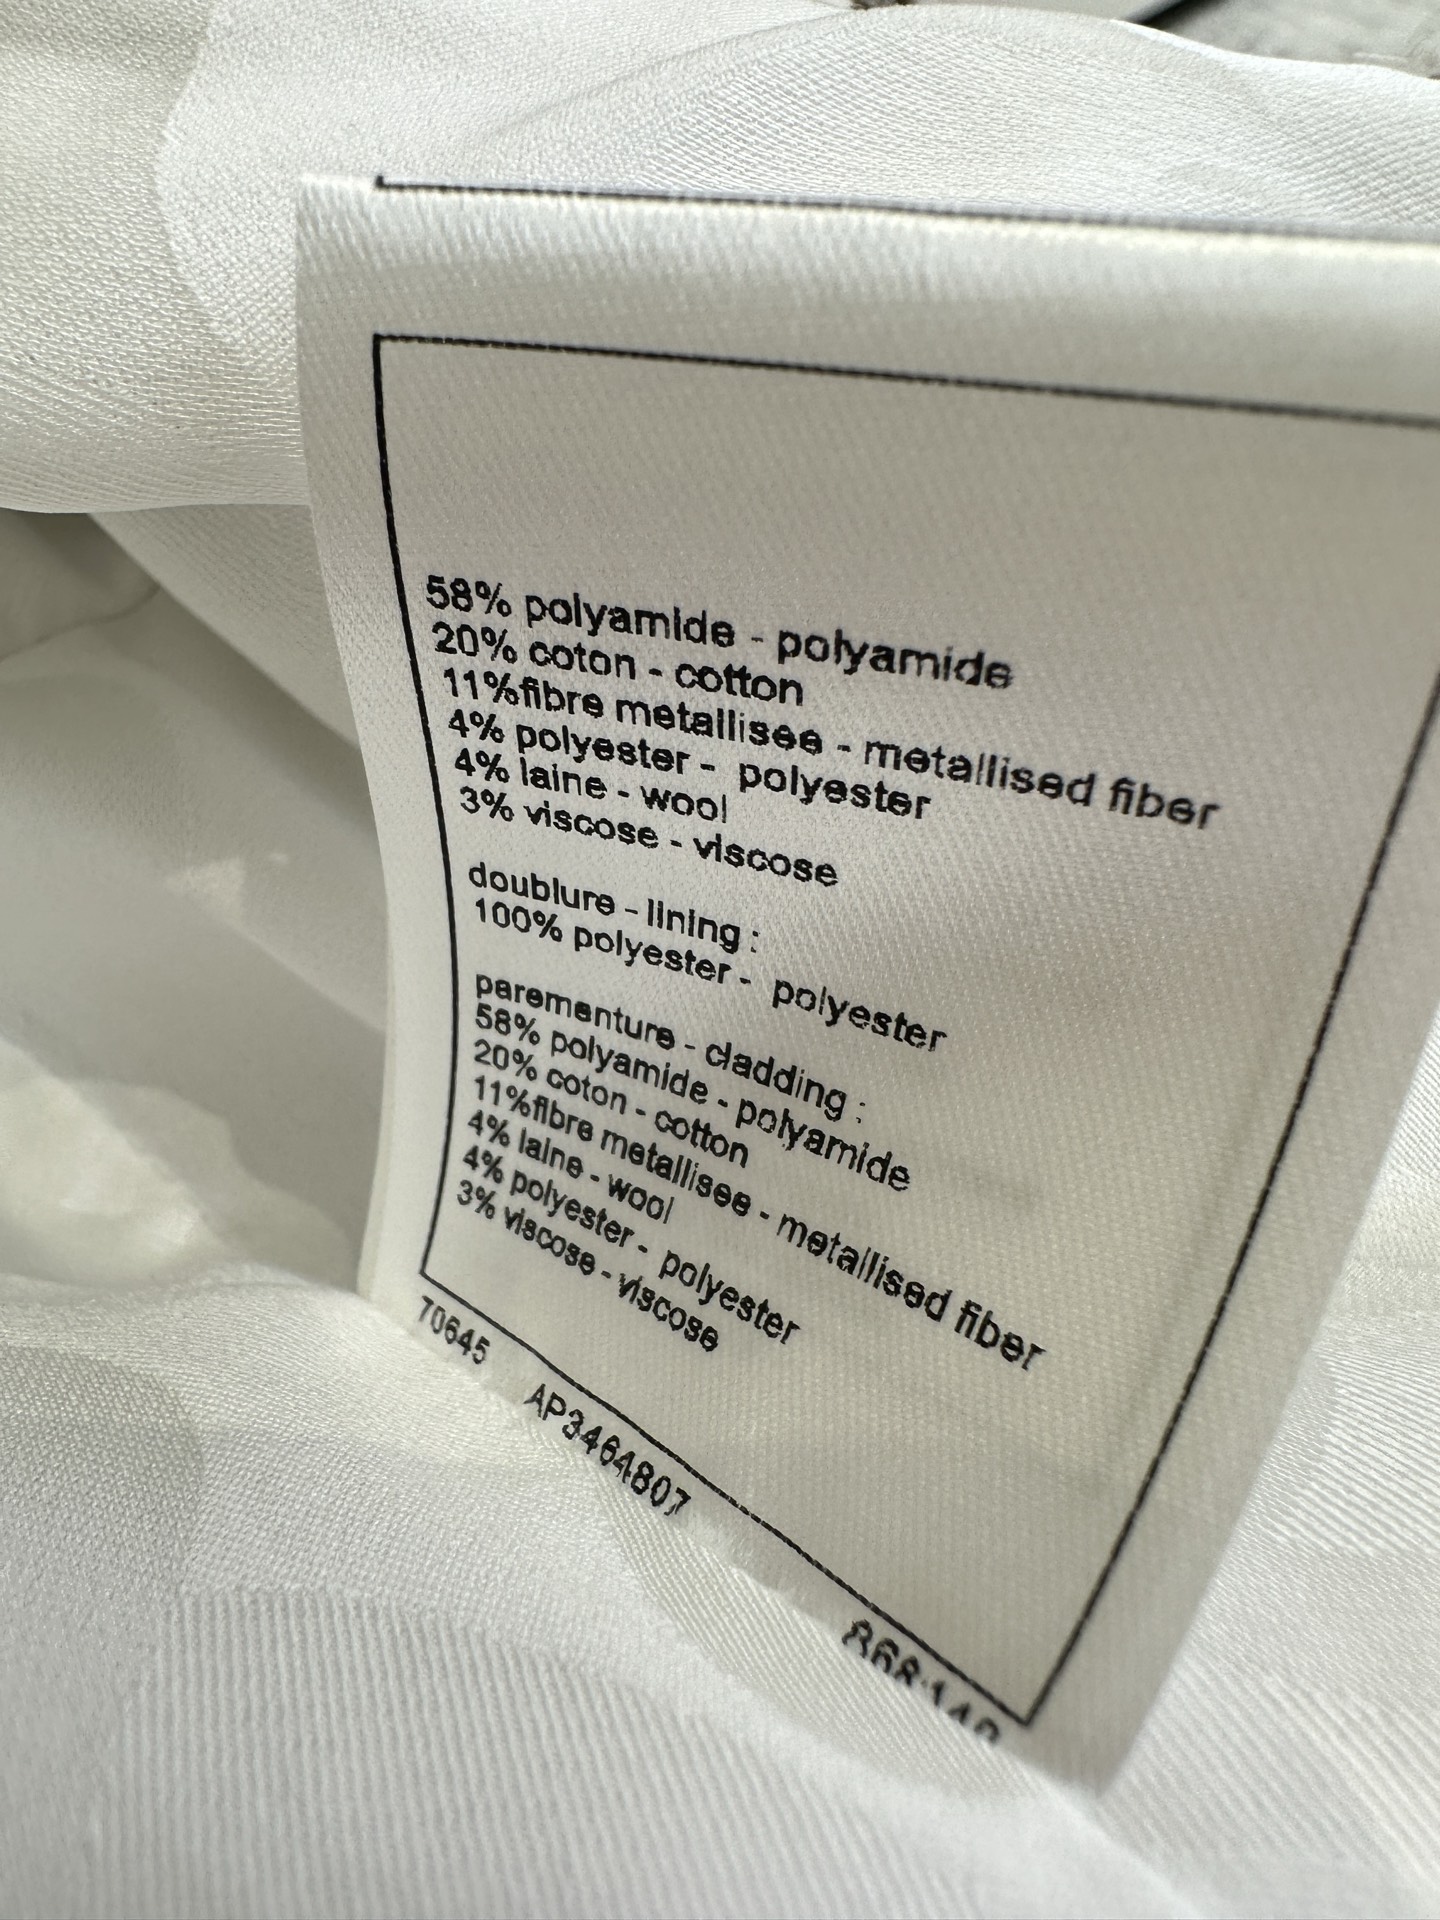 58% polyamide - polyamide
20% coton - cotton
11%fibre metallisee - metallised fiber
4% polyester -  polyester
4% laine - wool
3% viscose - viscose
doublure - lining :
100% polyester -  polyester
parementure - cladding :
58% polyamide - polyamide
20% coton - cotton
11%fibre metallisee - metallised fiber
4% laine - wool
4% polyester -  polyester
3% viscose - viscose
70645 AP3464807